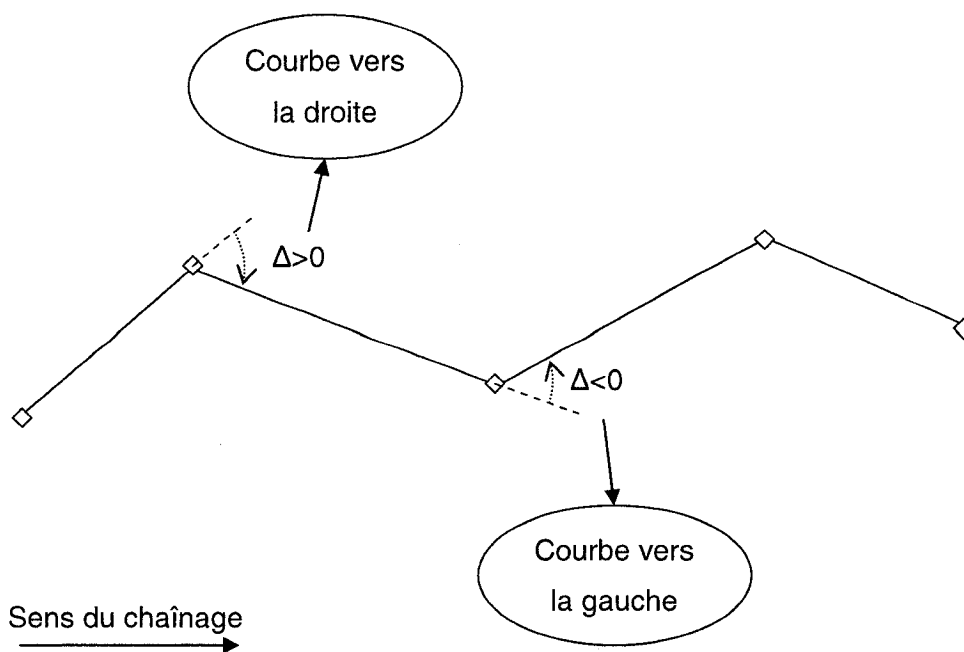 Courbe vers
la droite
Δ>0
Δ<0
Courbe vers
la gauche
Sens du chaînage